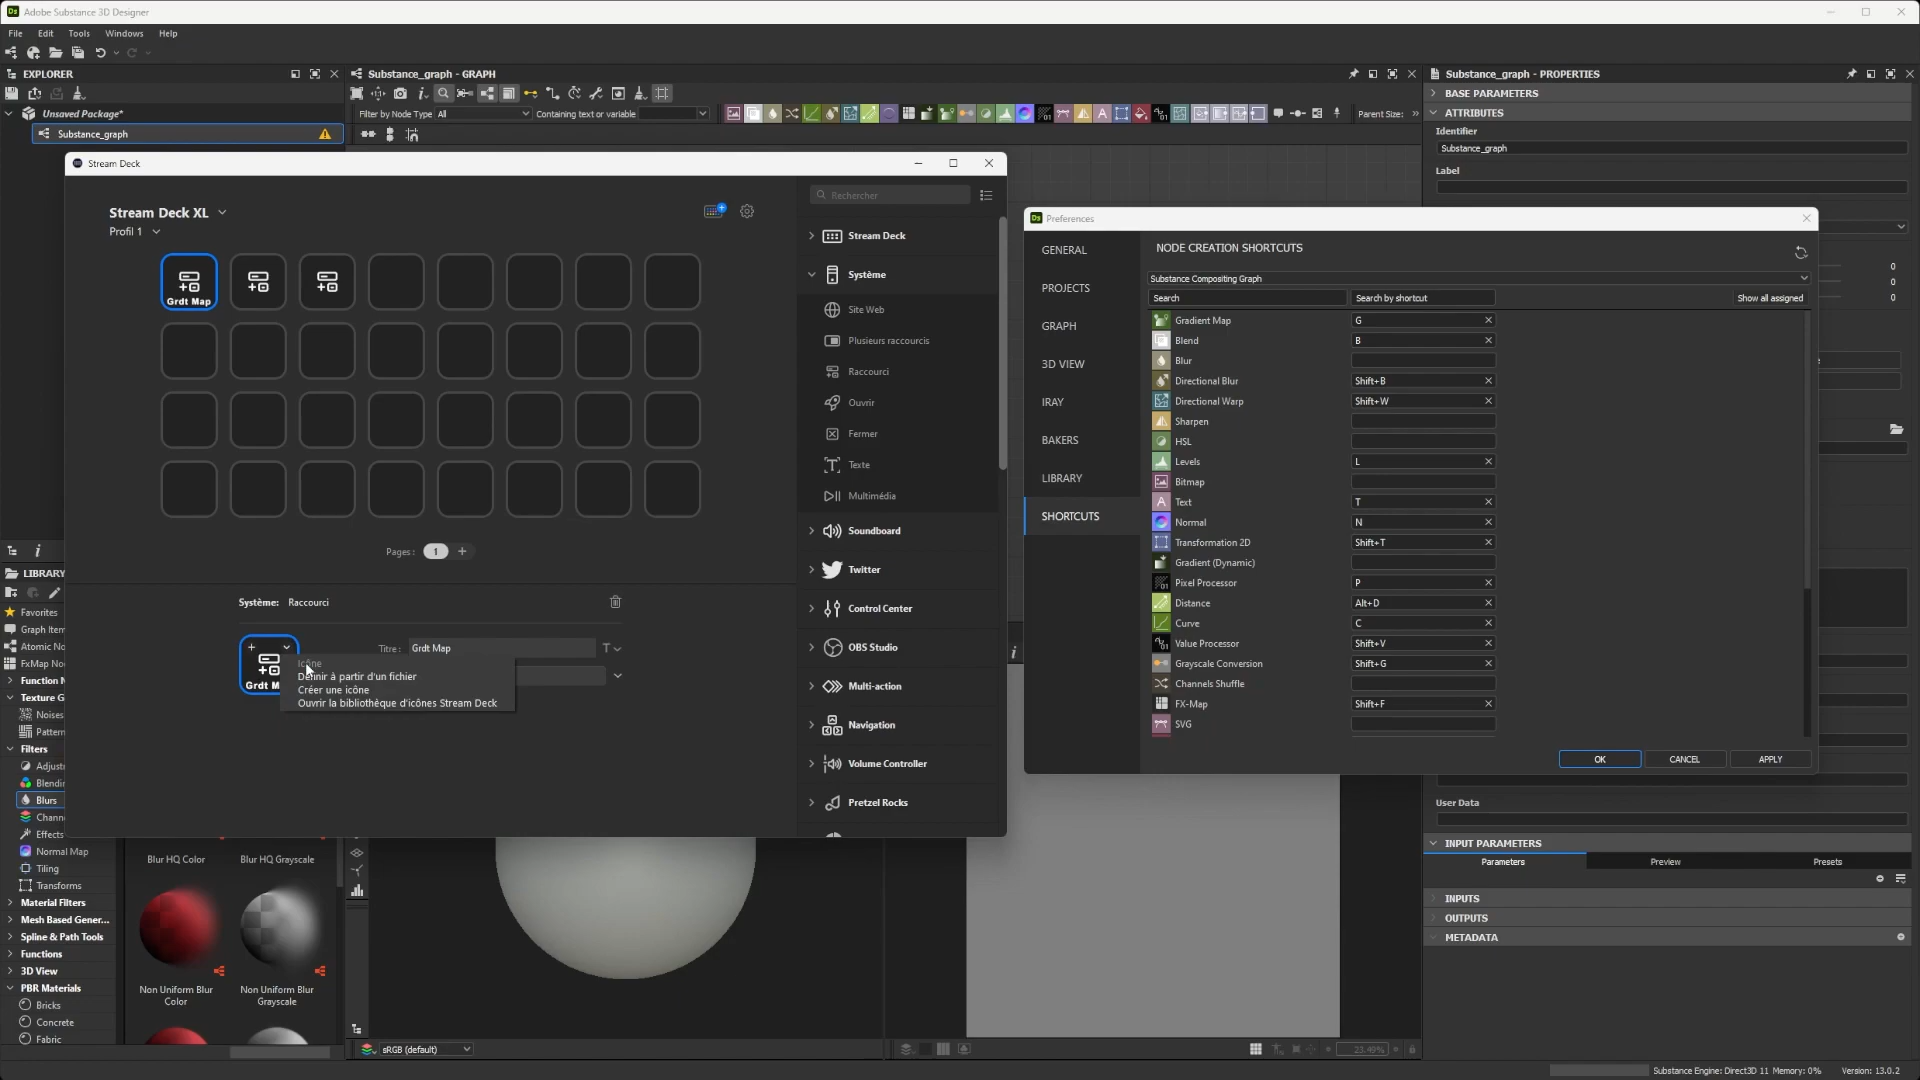 Adobe Substance 3D Designer
File Edit Tools Windows Help
EXPLORER
Unsaved Package*
Substance_graph
Substance_graph - GRAPH
Filter by Node Type All Containing text or variable Parent Size:
Substance_graph - PROPERTIES
BASE PARAMETERS
ATTRIBUTES
Identifier
Substance_graph
Label
0
0
0
User Data
INPUT PARAMETERS
Parameters Preview Presets
INPUTS
OUTPUTS
METADATA
Stream Deck
Stream Deck XL
Profil 1
Grdt Map
Pages : 1 +
Système: Raccourci
Titre : Grdt Map
Grdt M
Icône
Définir à partir d'un fichier
Créer une icône
Ouvrir la bibliothèque d'icônes Stream Deck
Rechercher
Stream Deck
Système
Site Web
Plusieurs raccourcis
Raccourci
Ouvrir
Fermer
Texte
Multimédia
Soundboard
Twitter
Control Center
OBS Studio
Multi-action
Navigation
Volume Controller
Pretzel Rocks
Preferences
GENERAL
PROJECTS
GRAPH
3D VIEW
IRAY
BAKERS
LIBRARY
SHORTCUTS
NODE CREATION SHORTCUTS
Substance Compositing Graph
Search Search by shortcut Show all assigned
Gradient Map G
Blend B
Blur
Directional Blur Shift+B
Directional Warp Shift+W
Sharpen
HSL
Levels L
Bitmap
Text T
Normal N
Transformation 2D Shift+T
Gradient (Dynamic)
Pixel Processor P
Distance Alt+D
Curve C
Value Processor Shift+V
Grayscale Conversion Shift+G
Channels Shuffle
FX-Map Shift+F
SVG
OK CANCEL APPLY
LIBRARY
Favorites
Graph Item
Atomic No
FxMap No
Function
Texture G
Noises
Pattern
Filters
Adjust
Blendin
Blurs
Chann
Effects
Normal Map
Tiling
Transforms
Material Filters
Mesh Based Gener...
Spline & Path Tools
Functions
3D View
PBR Materials
Bricks
Concrete
Fabric
Blur HQ Color
Blur HQ Grayscale
Non Uniform Blur Color
Non Uniform Blur Grayscale
sRGB (default)
23.49%
Substance Engine: Direct3D 11 Memory: 0% Version: 13.0.2